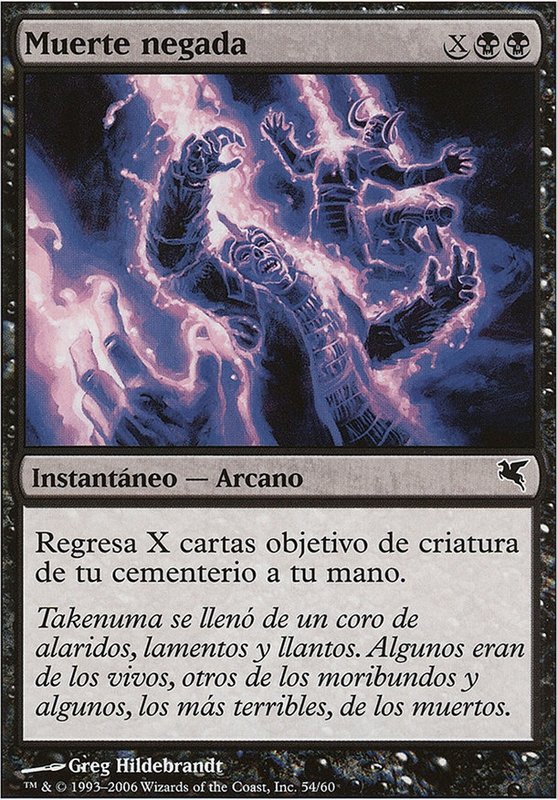 Muerte negada X
Instantáneo — Arcano
Regresa X cartas objetivo de criatura
de tu cementerio a tu mano.
Takenuma se llenó de un coro de
alaridos, lamentos y llantos. Algunos eran
de los vivos, otros de los moribundos y
algunos, los más terribles, de los muertos.
Greg Hildebrandt
™ & © 1993–2006 Wizards of the Coast, Inc. 54/60